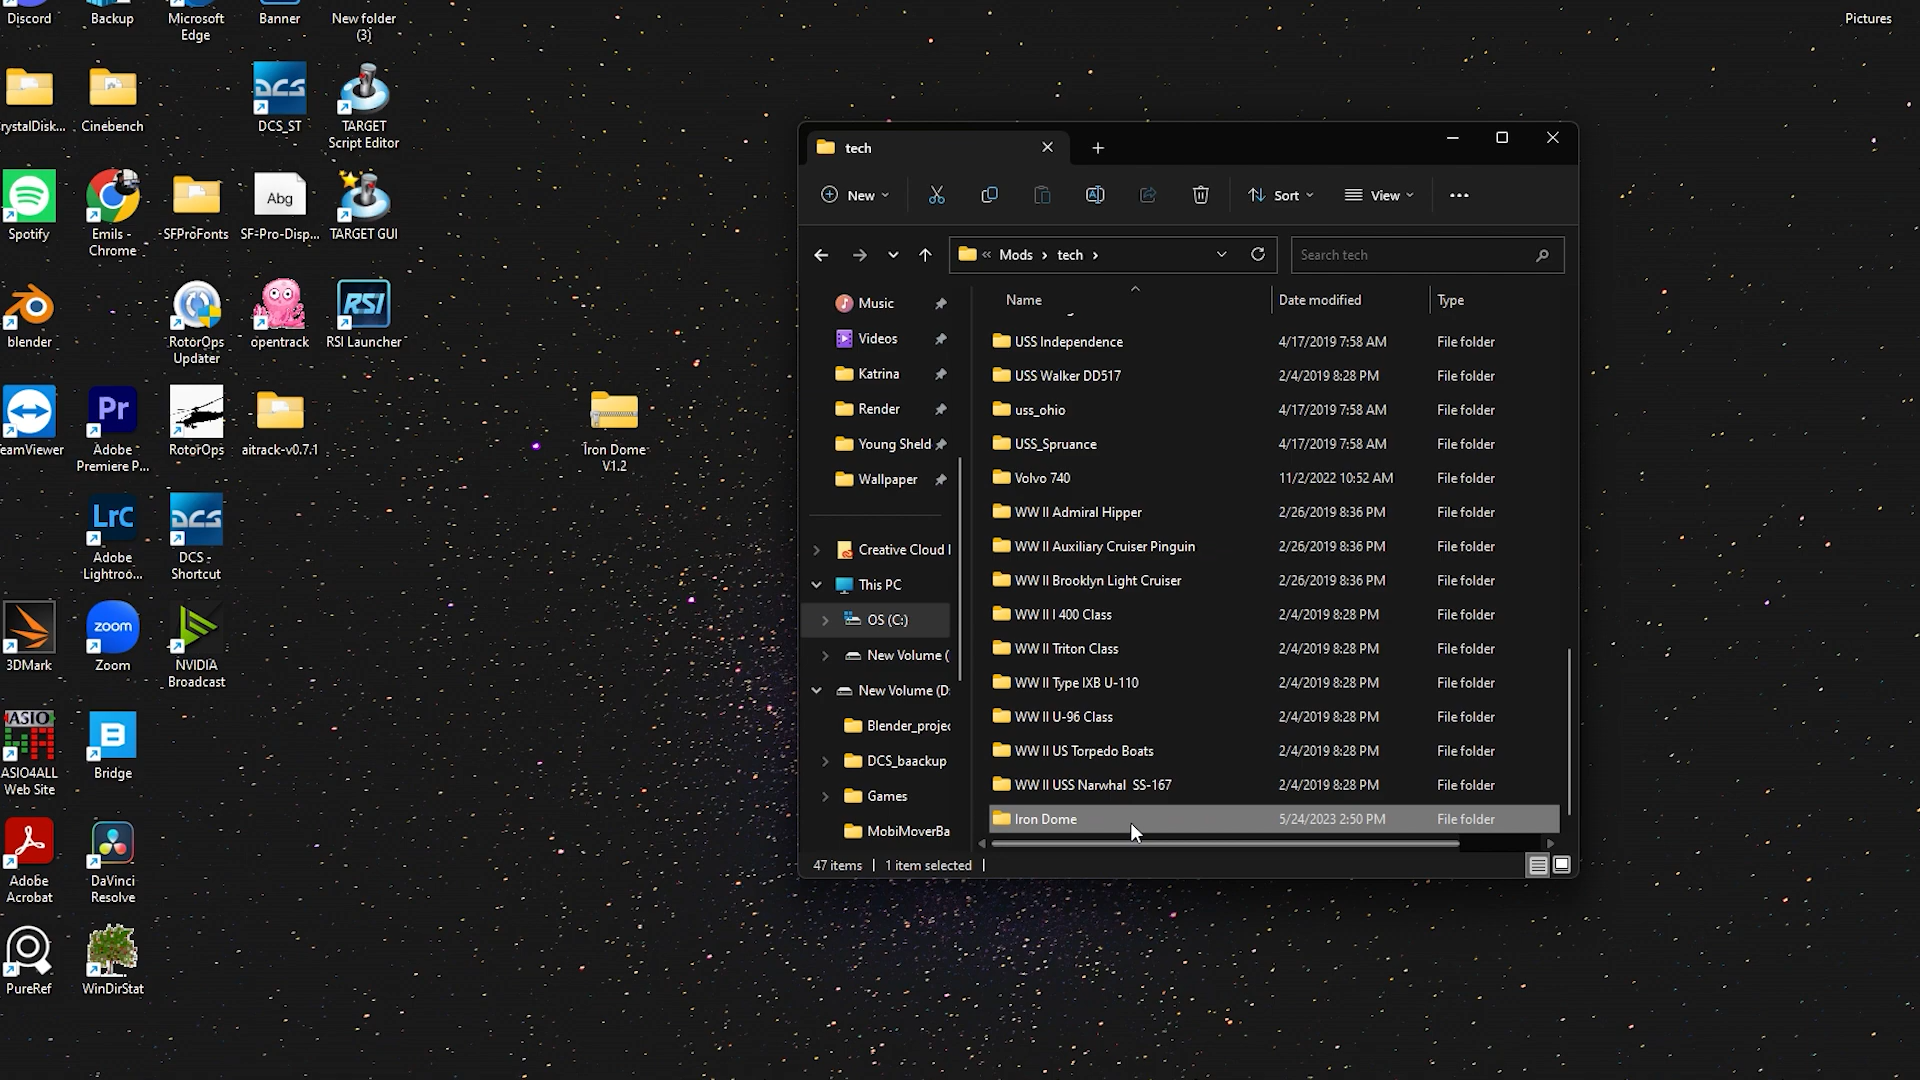 Discord
Backup
Microsoft
Edge
Banner
New folder
(3)
Pictures
rystalDisk...
Cinebench
DCS
DCS_ST
TARGET
Script Editor
Spotify
Emils -
Chrome
SFProFonts
Abg
SF-Pro-Disp...
TARGET GUI
blender
RotorOps
Updater
opentrack
RSI
RSI Launcher
eamViewer
Pr
Adobe
Premiere P...
RotorOps
aitrack-v0.7.1
Iron Dome
V1.2
LrC
Adobe
Lightroo...
DCS
DCS -
Shortcut
3DMark
zoom
Zoom
NVIDIA
Broadcast
ASIO
4 ALL
ASIO4ALL
Web Site
B
Bridge
Adobe
Acrobat
DaVinci
Resolve
PureRef
WinDirStat
tech
New
Sort
View
« Mods > tech >
Search tech
Music
Videos
Katrina
Render
Young Sheld
Wallpaper
Creative Cloud
This PC
OS (C:)
New Volume (
New Volume (D:
Blender_projec
DCS_baackup
Games
MobiMoverBa
Name Date modified Type
USS Independence 4/17/2019 7:58 AM File folder
USS Walker DD517 2/4/2019 8:28 PM File folder
uss_ohio 4/17/2019 7:58 AM File folder
USS_Spruance 4/17/2019 7:58 AM File folder
Volvo 740 11/2/2022 10:52 AM File folder
WW II Admiral Hipper 2/26/2019 8:36 PM File folder
WW II Auxiliary Cruiser Pinguin 2/26/2019 8:36 PM File folder
WW II Brooklyn Light Cruiser 2/26/2019 8:36 PM File folder
WW II I 400 Class 2/4/2019 8:28 PM File folder
WW II Triton Class 2/4/2019 8:28 PM File folder
WW II Type IXB U-110 2/4/2019 8:28 PM File folder
WW II U-96 Class 2/4/2019 8:28 PM File folder
WW II US Torpedo Boats 2/4/2019 8:28 PM File folder
WW II USS Narwhal SS-167 2/4/2019 8:28 PM File folder
Iron Dome 5/24/2023 2:50 PM File folder
47 items | 1 item selected |